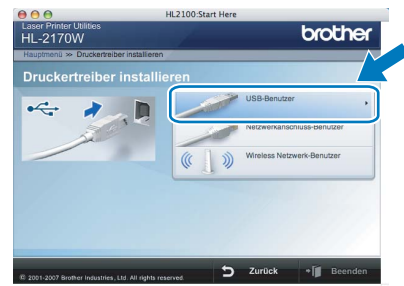 HL2100:Start Here
Laser Printer Utilities
HL-2170W
brother
Hauptmenü >> Druckertreiber installieren
Druckertreiber installieren
USB-Benutzer
Netzwerkanschluss-Benutzer
Wireless Netzwerk-Benutzer
© 2001-2007 Brother Industries, Ltd. All rights reserved.
Zurück
Beenden